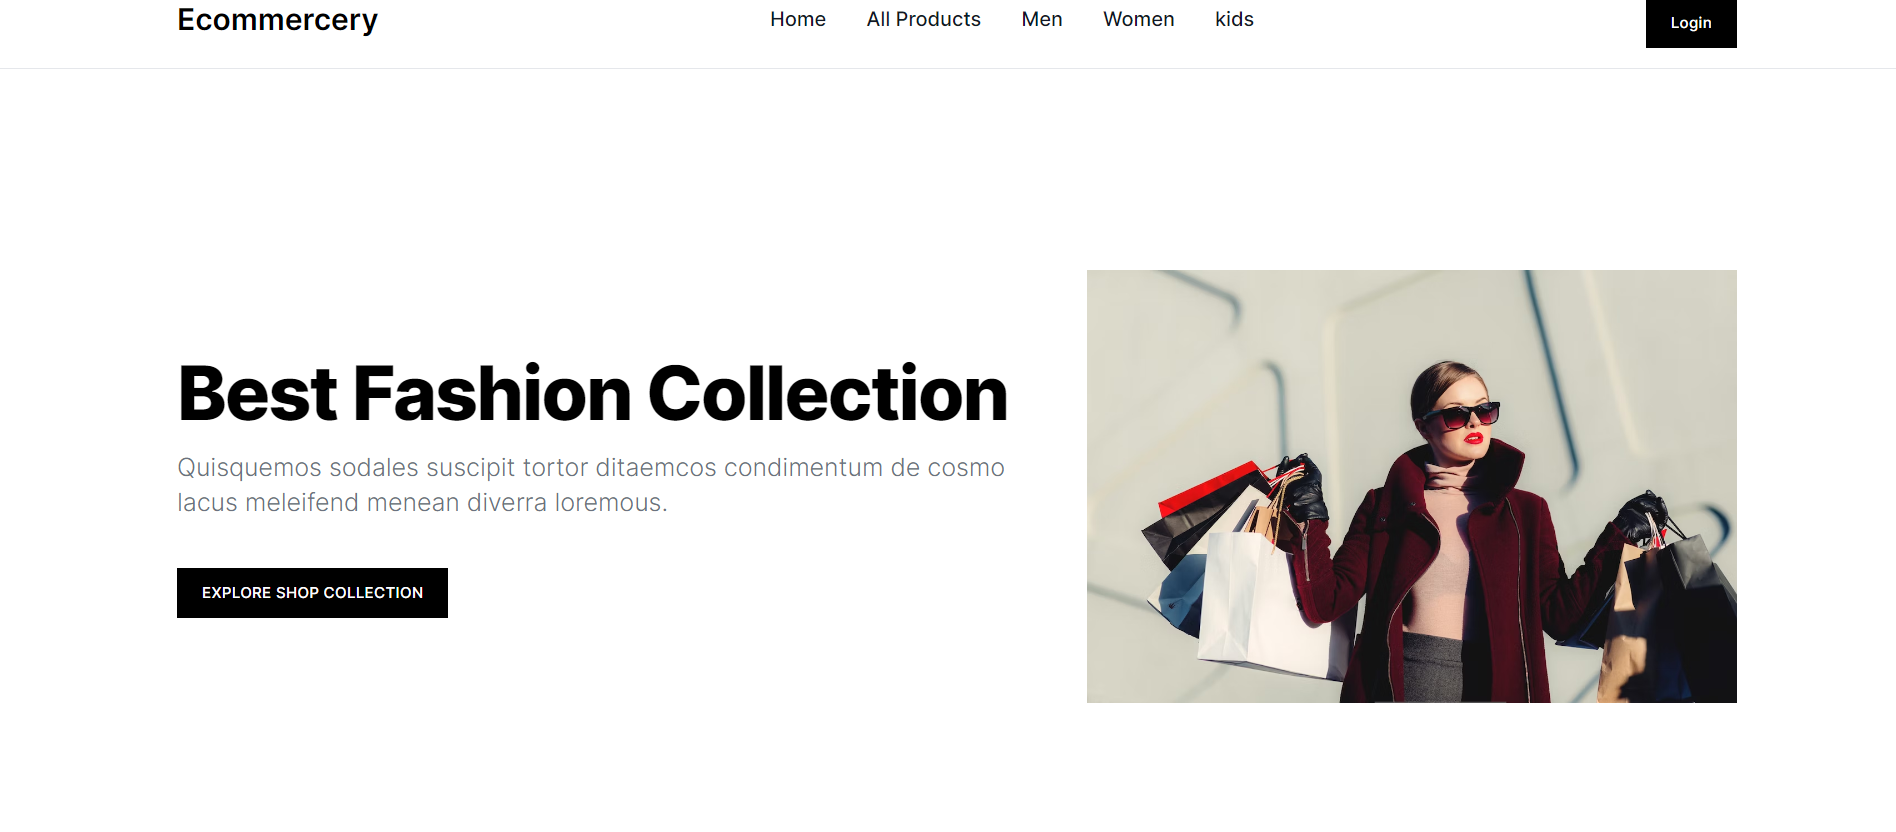 Ecommercery
Home All Products Men Women kids
Login
Best Fashion Collection
Quisquemos sodales suscipit tortor ditaemcos condimentum de cosmo
lacus meleifend menean diverra loremous.
EXPLORE SHOP COLLECTION